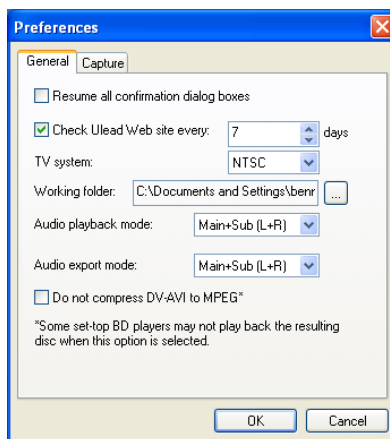 Preferences
General Capture
Resume all confirmation dialog boxes
Check Ulead Web site every: 7 days
TV system: NTSC
Working folder: C:\Documents and Settings\benr ...
Audio playback mode: Main+Sub (L+R)
Audio export mode: Main+Sub (L+R)
Do not compress DV-AVI to MPEG*
*Some set-top BD players may not play back the resulting
disc when this option is selected.
OK Cancel